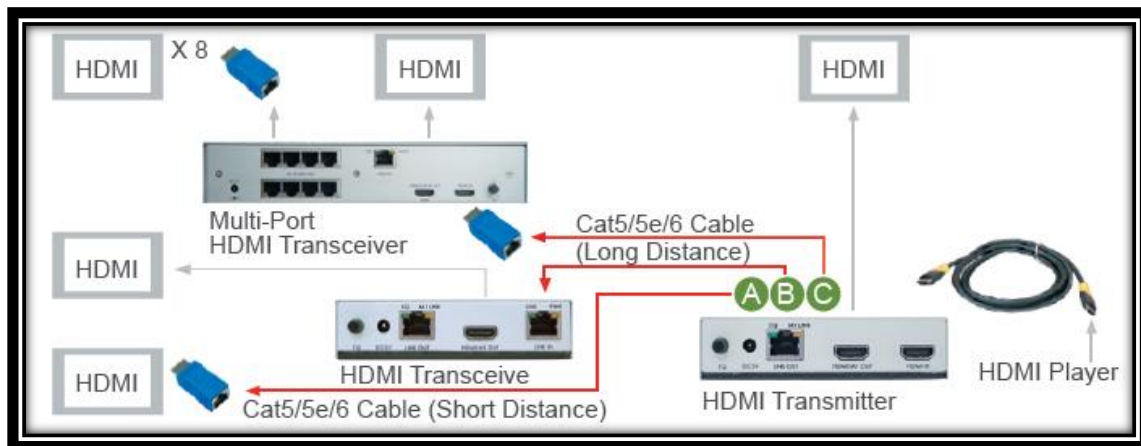 HDMI
X 8
HDMI
HDMI
Multi-Port
HDMI Transceiver
Cat5/5e/6 Cable
(Long Distance)
HDMI
A B C
HDMI Transceive
HDMI Player
HDMI Transmitter
HDMI
Cat5/5e/6 Cable (Short Distance)